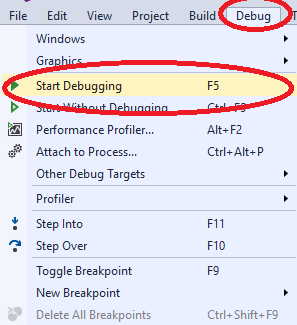 File Edit View Project Build Debug T
Windows
Graphics
Start Debugging F5
Start Without Debugging Ctrl+F5
Performance Profiler... Alt+F2
Attach to Process... Ctrl+Alt+P
Other Debug Targets
Profiler
Step Into F11
Step Over F10
Toggle Breakpoint F9
New Breakpoint
Delete All Breakpoints Ctrl+Shift+F9